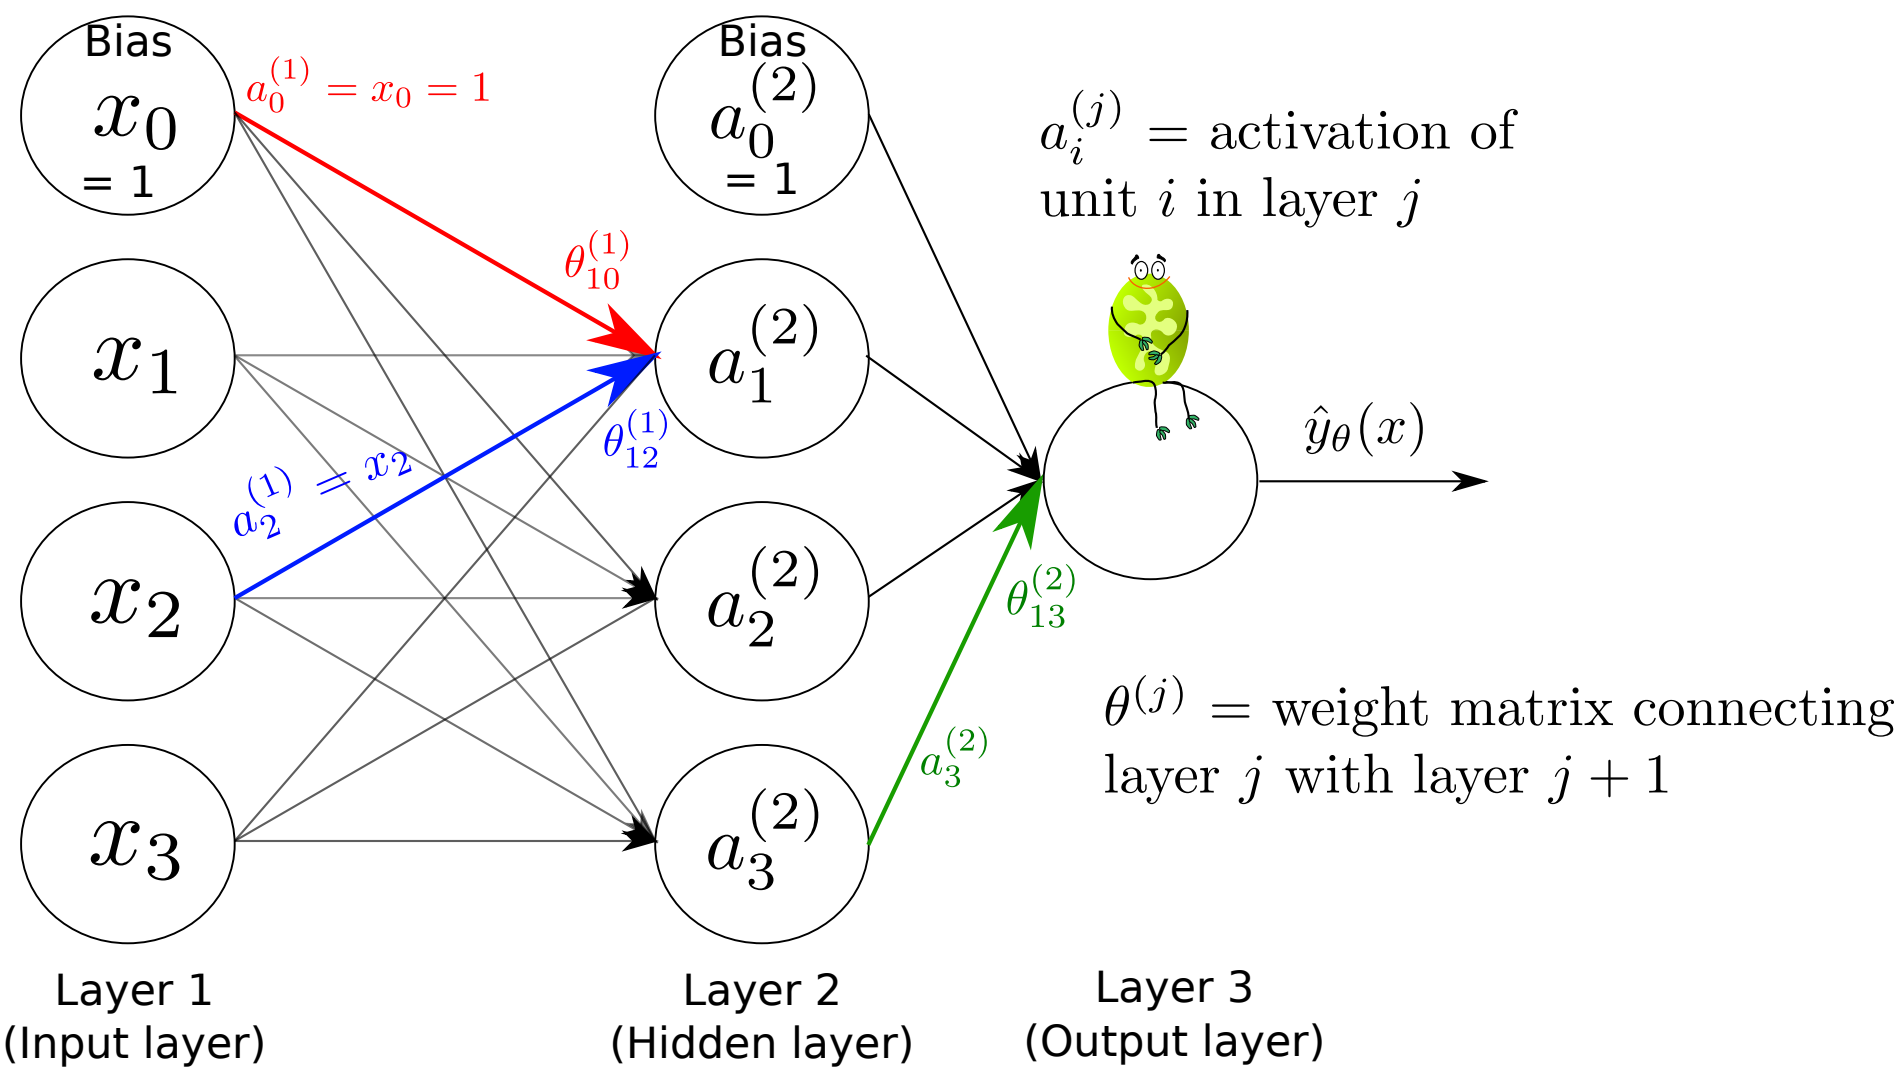 Bias
x₀
= 1
a₀⁽¹⁾ = x₀ = 1
θ₁₀⁽¹⁾
x₁
x₂
a₂⁽¹⁾ = x₂
θ₁₂⁽¹⁾
x₃
Layer 1
(Input layer)
Bias
a₀⁽²⁾
= 1
a₁⁽²⁾
a₂⁽²⁾
a₃⁽²⁾
Layer 2
(Hidden layer)
a₃⁽²⁾
θ₁₃⁽²⁾
aᵢ⁽ʲ⁾ = activation of
unit i in layer j
ŷ_θ(x)
θ⁽ʲ⁾ = weight matrix connecting
layer j with layer j + 1
Layer 3
(Output layer)